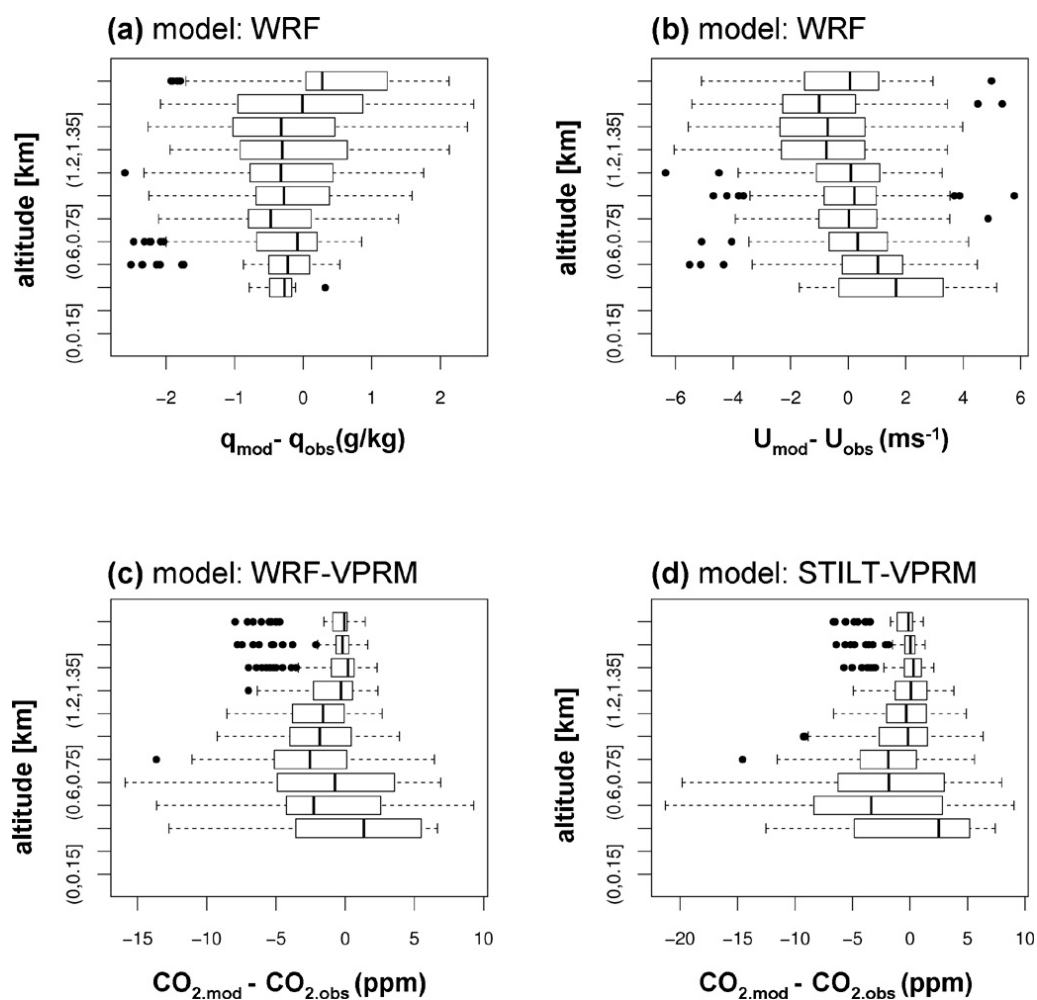 (a) model: WRF
altitude [km]
(1.2,1.35]
(0.6,0.75]
(0,0.15]
−2 −1 0 1 2
qmod- qobs(g/kg)
(b) model: WRF
altitude [km]
(1.2,1.35]
(0.6,0.75]
(0,0.15]
−6 −4 −2 0 2 4 6
Umod- Uobs (ms-1)
(c) model: WRF-VPRM
altitude [km]
(1.2,1.35]
(0.6,0.75]
(0,0.15]
−15 −10 −5 0 5 10
CO2,mod - CO2,obs (ppm)
(d) model: STILT-VPRM
altitude [km]
(1.2,1.35]
(0.6,0.75]
(0,0.15]
−20 −15 −10 −5 0 5 10
CO2,mod - CO2,obs (ppm)